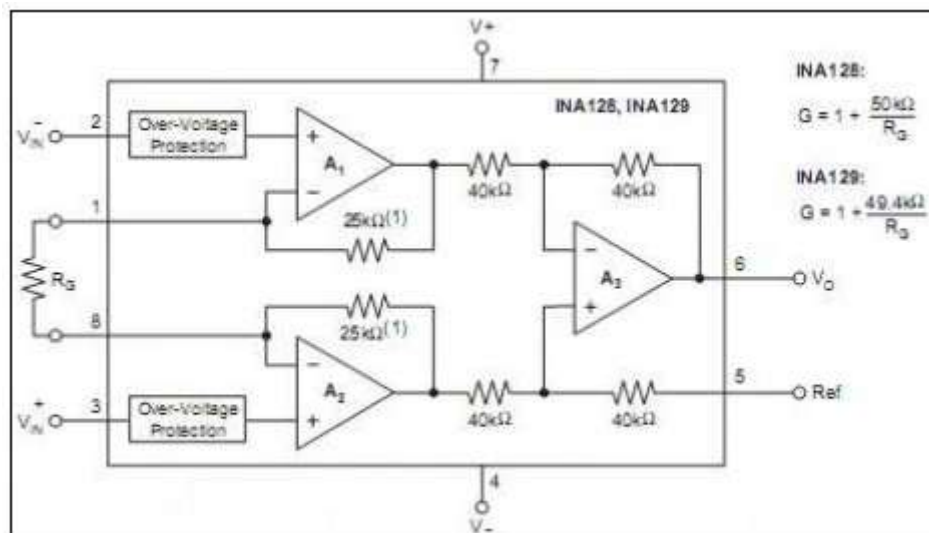 V+
7
INA128, INA129
INA128:
G = 1 + 50kΩ
RG
INA129:
G = 1 + 49.4kΩ
RG
V−IN
2
Over-Voltage
Protection
+
A1
−
40kΩ
40kΩ
1
25kΩ(1)
RG
−
A3
+
6
VO
8
25kΩ(1)
−
A2
+
5
Ref
V+IN
3
Over-Voltage
Protection
40kΩ
40kΩ
4
V−